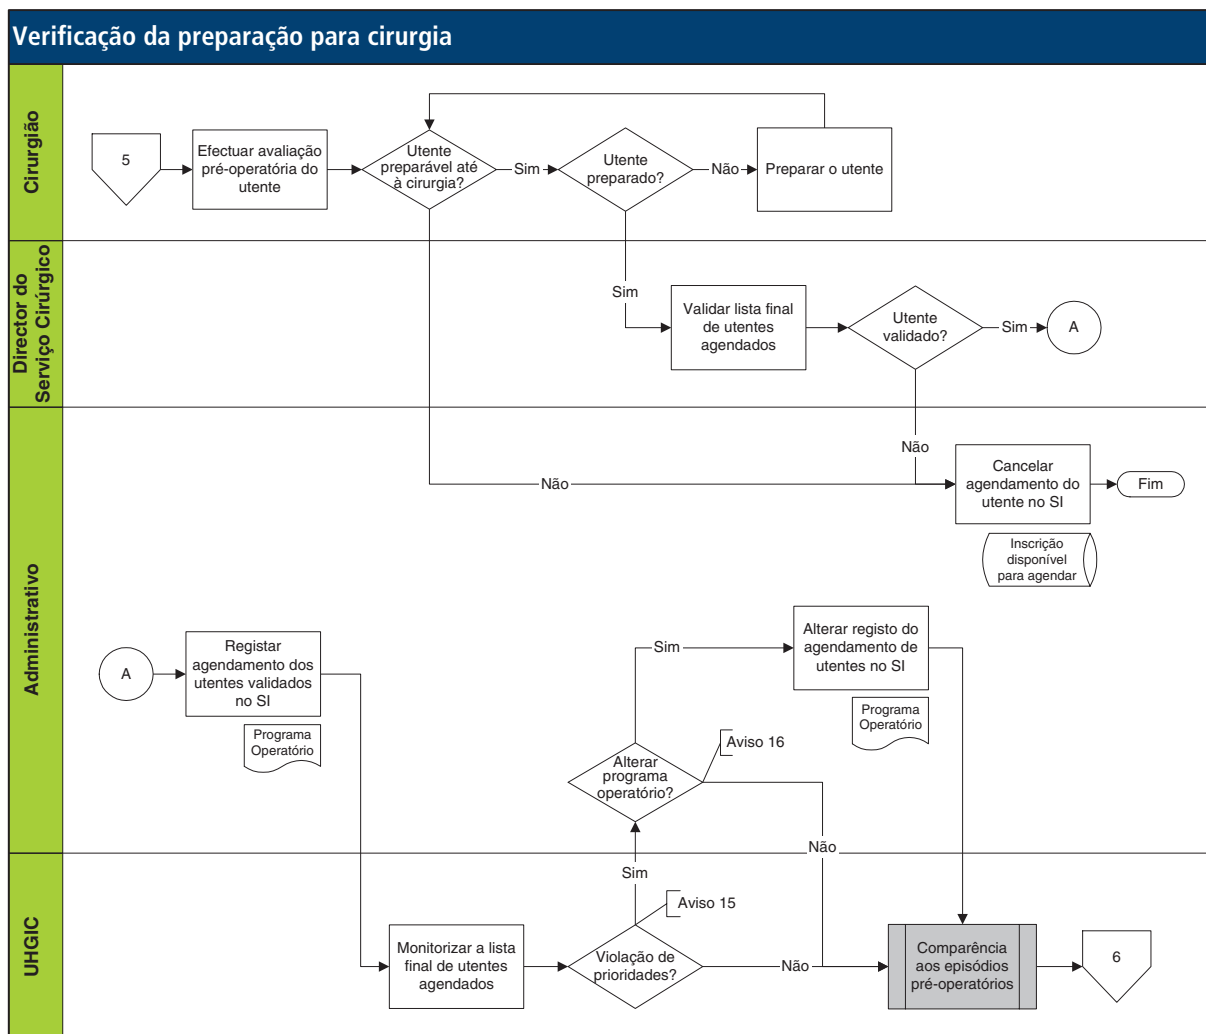 Verificação da preparação para cirurgia
Cirurgião
5
Efectuar avaliação
pré-operatória do
utente
Utente
preparável até
à cirurgia?
Sim
Utente
preparado?
Não
Preparar o utente
Director do
Serviço Cirúrgico
Sim
Validar lista final
de utentes
agendados
Utente
validado?
Sim
A
Administrativo
Não
Não
Cancelar
agendamento do
utente no SI
Fim
Inscrição
disponível
para agendar
A
Registar
agendamento dos
utentes validados
no SI
Programa
Operatório
Sim
Alterar registo do
agendamento de
utentes no SI
Programa
Operatório
Aviso 16
Alterar
programa
operatório?
Não
UHGIC
Sim
Aviso 15
Monitorizar a lista
final de utentes
agendados
Violação de
prioridades?
Não
Comparência
aos episódios
pré-operatórios
6